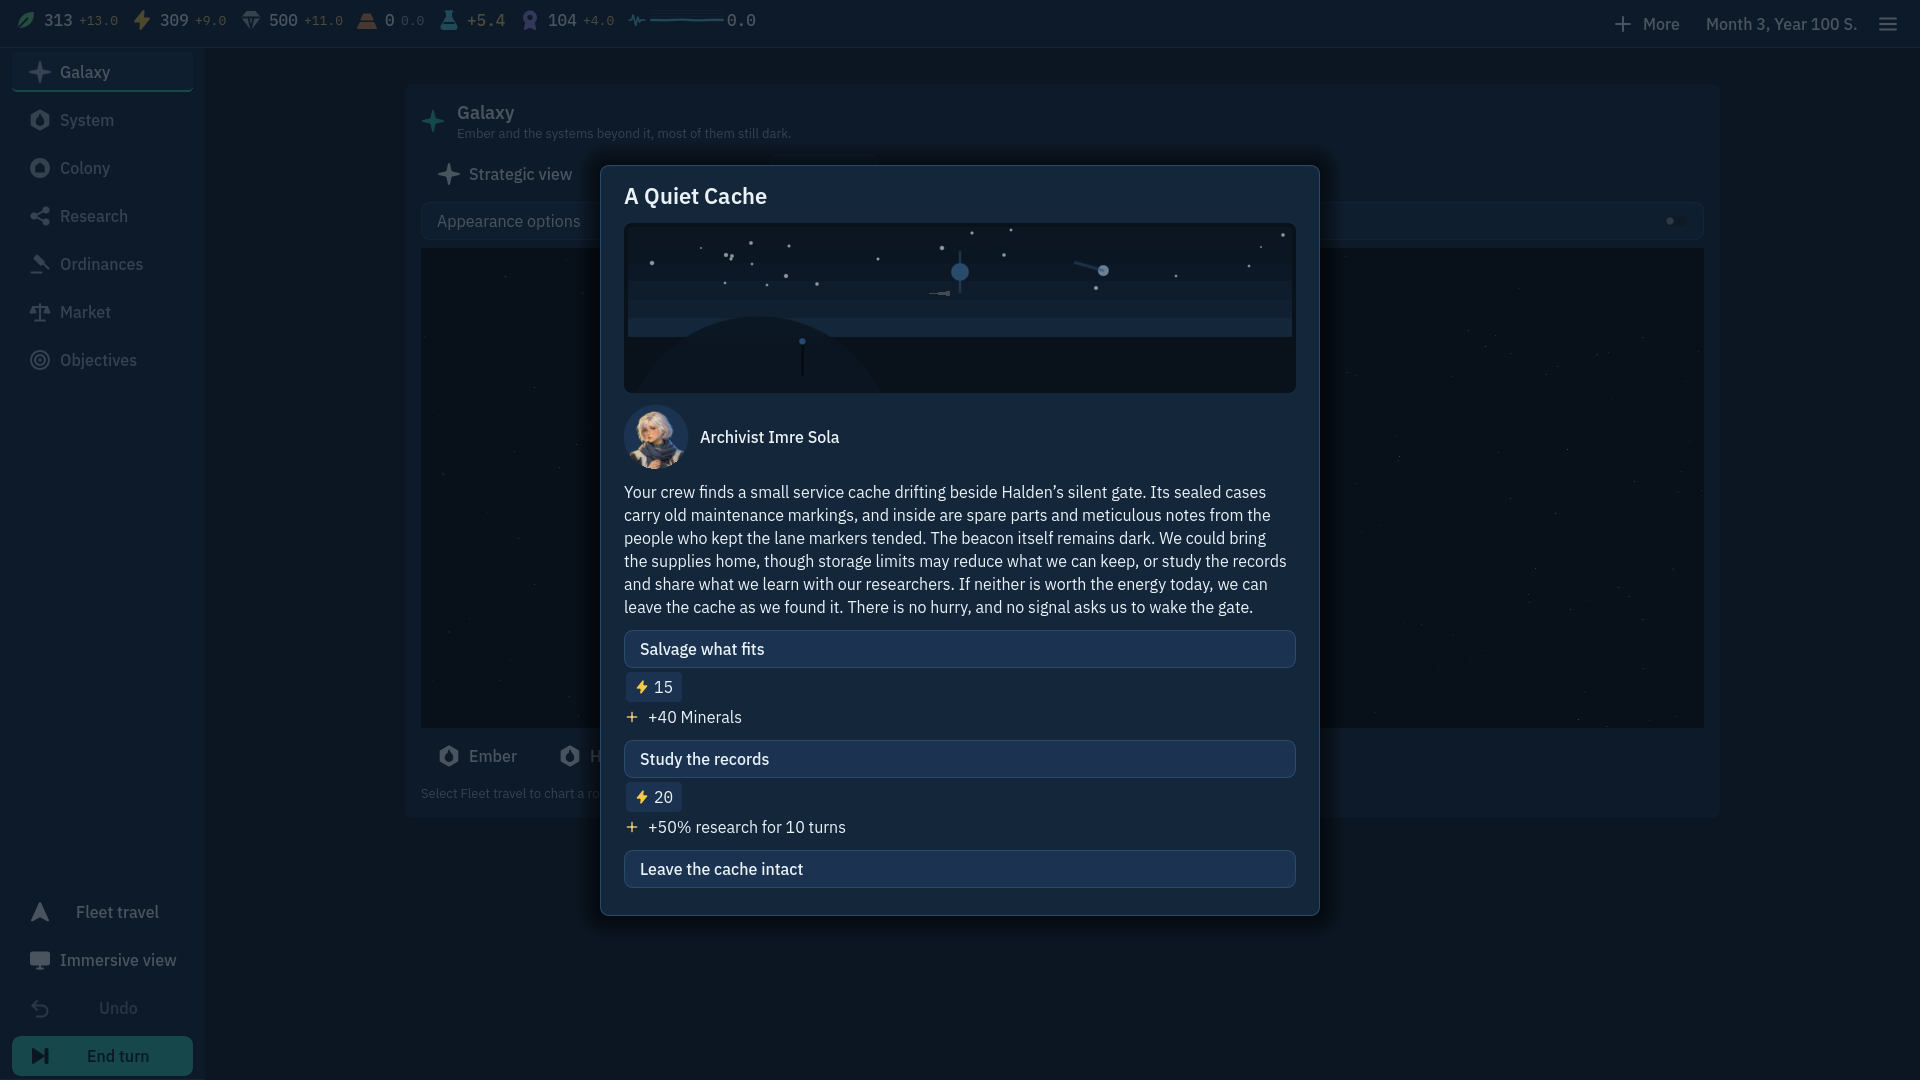 313 +13.0 309 +9.0 500 +11.0 0 0.0 +5.4 104 +4.0 0.0 More Month 3, Year 100 S.
Galaxy
System
Colony
Research
Ordinances
Market
Objectives
Fleet travel
Immersive view
Undo
End turn
Galaxy
Ember and the systems beyond it, most of them still dark.
Strategic view
Appearance options
Ember H
Select Fleet travel to chart a ro
A Quiet Cache
Archivist Imre Sola
Your crew finds a small service cache drifting beside Halden’s silent gate. Its sealed cases
carry old maintenance markings, and inside are spare parts and meticulous notes from the
people who kept the lane markers tended. The beacon itself remains dark. We could bring
the supplies home, though storage limits may reduce what we can keep, or study the records
and share what we learn with our researchers. If neither is worth the energy today, we can
leave the cache as we found it. There is no hurry, and no signal asks us to wake the gate.
Salvage what fits
15
+40 Minerals
Study the records
20
+50% research for 10 turns
Leave the cache intact